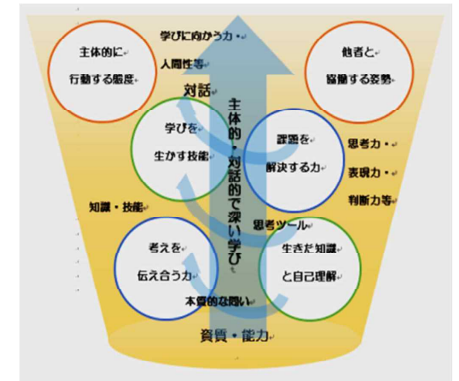 主体的に
行動する態度
学びに向かう力・
人間性等
他者と
協働する姿勢
対話
学びを
生かす技能
主体的・対話的で深い学び
課題を
解決する力
思考力・
表現力・
判断力等
知識・技能
思考ツール
考えを
伝え合う力
生きた知識
と自己理解
本質的な問い
資質・能力